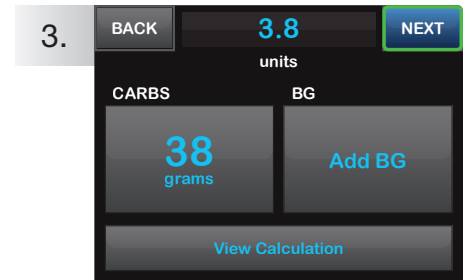 3.
BACK
3.8
NEXT
units
CARBS
BG
38
grams
Add BG
View Calculation